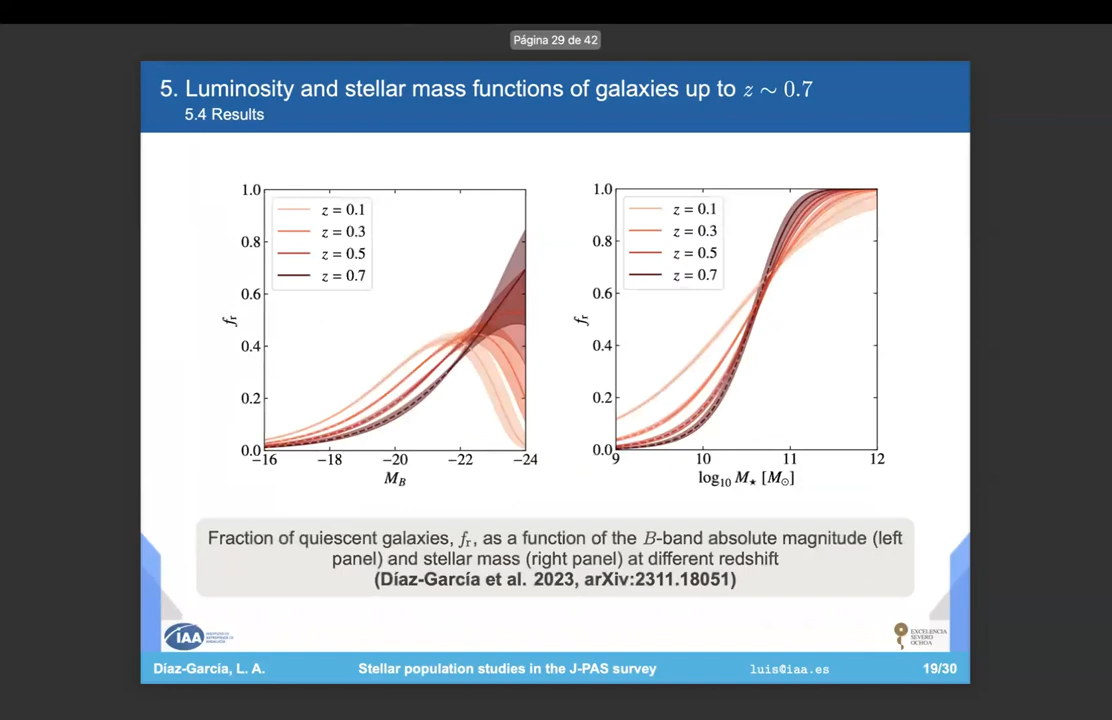 Página 29 de 42
5. Luminosity and stellar mass functions of galaxies up to z ∼ 0.7
5.4 Results
1.0
0.8
0.6
0.4
0.2
0.0
f_r
z = 0.1
z = 0.3
z = 0.5
z = 0.7
−16
−18
−20
−22
−24
M_B
1.0
0.8
0.6
0.4
0.2
0.0
f_r
z = 0.1
z = 0.3
z = 0.5
z = 0.7
9
10
11
12
log₁₀ M⋆ [M⊙]
Fraction of quiescent galaxies, f_r, as a function of the B-band absolute magnitude (left
panel) and stellar mass (right panel) at different redshift
(Díaz-García et al. 2023, arXiv:2311.18051)
IAA
EXCELENCIA
SEVERO
OCHOA
Díaz-García, L. A.
Stellar population studies in the J-PAS survey
luis@iaa.es
19/30